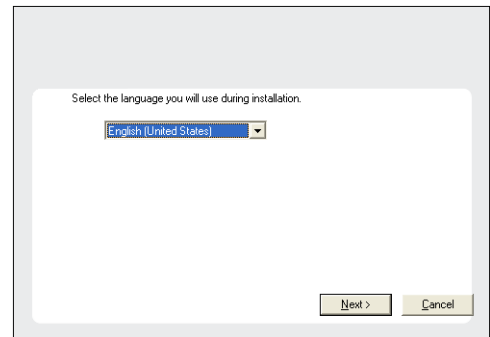 Select the language you will use during installation.
English (United States)
Next >
Cancel